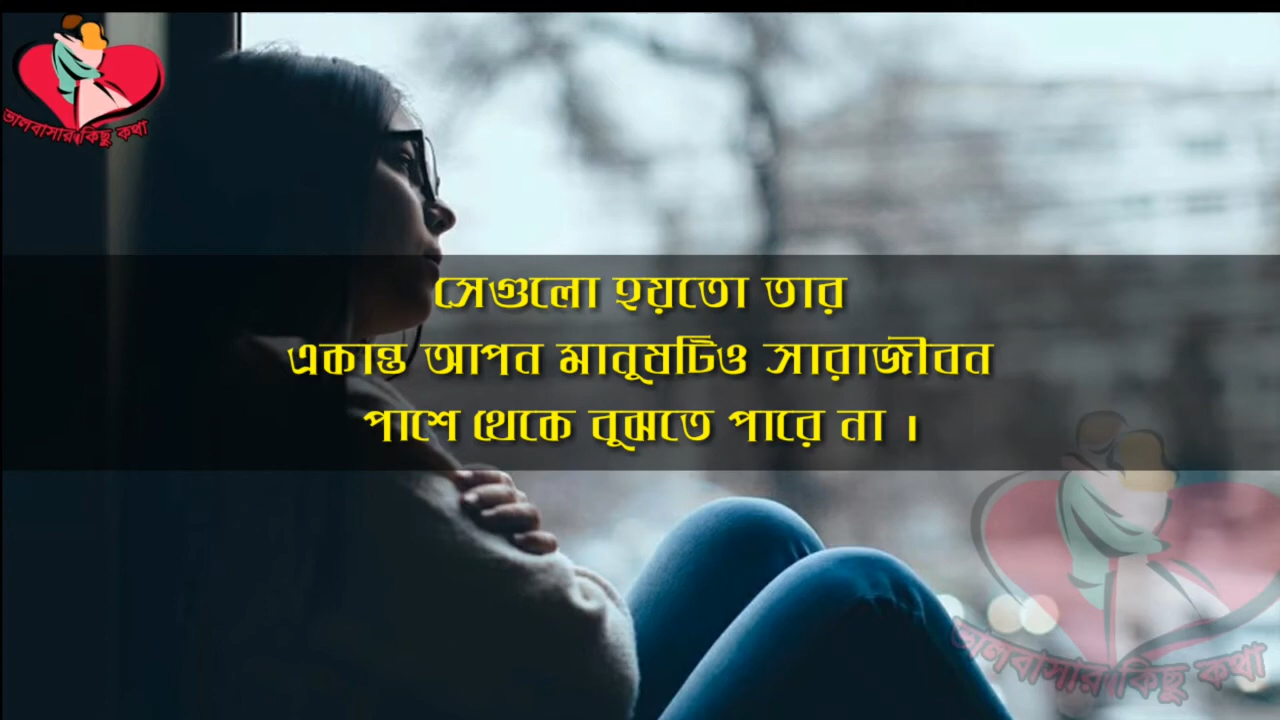 ভালবাসার কিছু কথা
সেগুলো হয়তো তার
একান্ত আপন মানুষটিও সারাজীবন
পাশে থেকে বুঝতে পারে না ।
ভালবাসার কিছু কথা